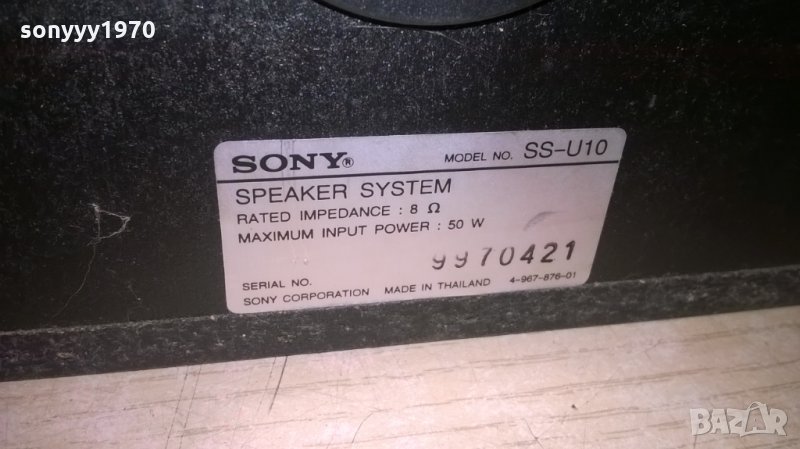 sonyyy1970
SONY® MODEL NO. SS-U10
SPEAKER SYSTEM
RATED IMPEDANCE : 8 Ω
MAXIMUM INPUT POWER : 50 W
9970421
SERIAL NO.
SONY CORPORATION MADE IN THAILAND 4-967-876-01
BAZAR